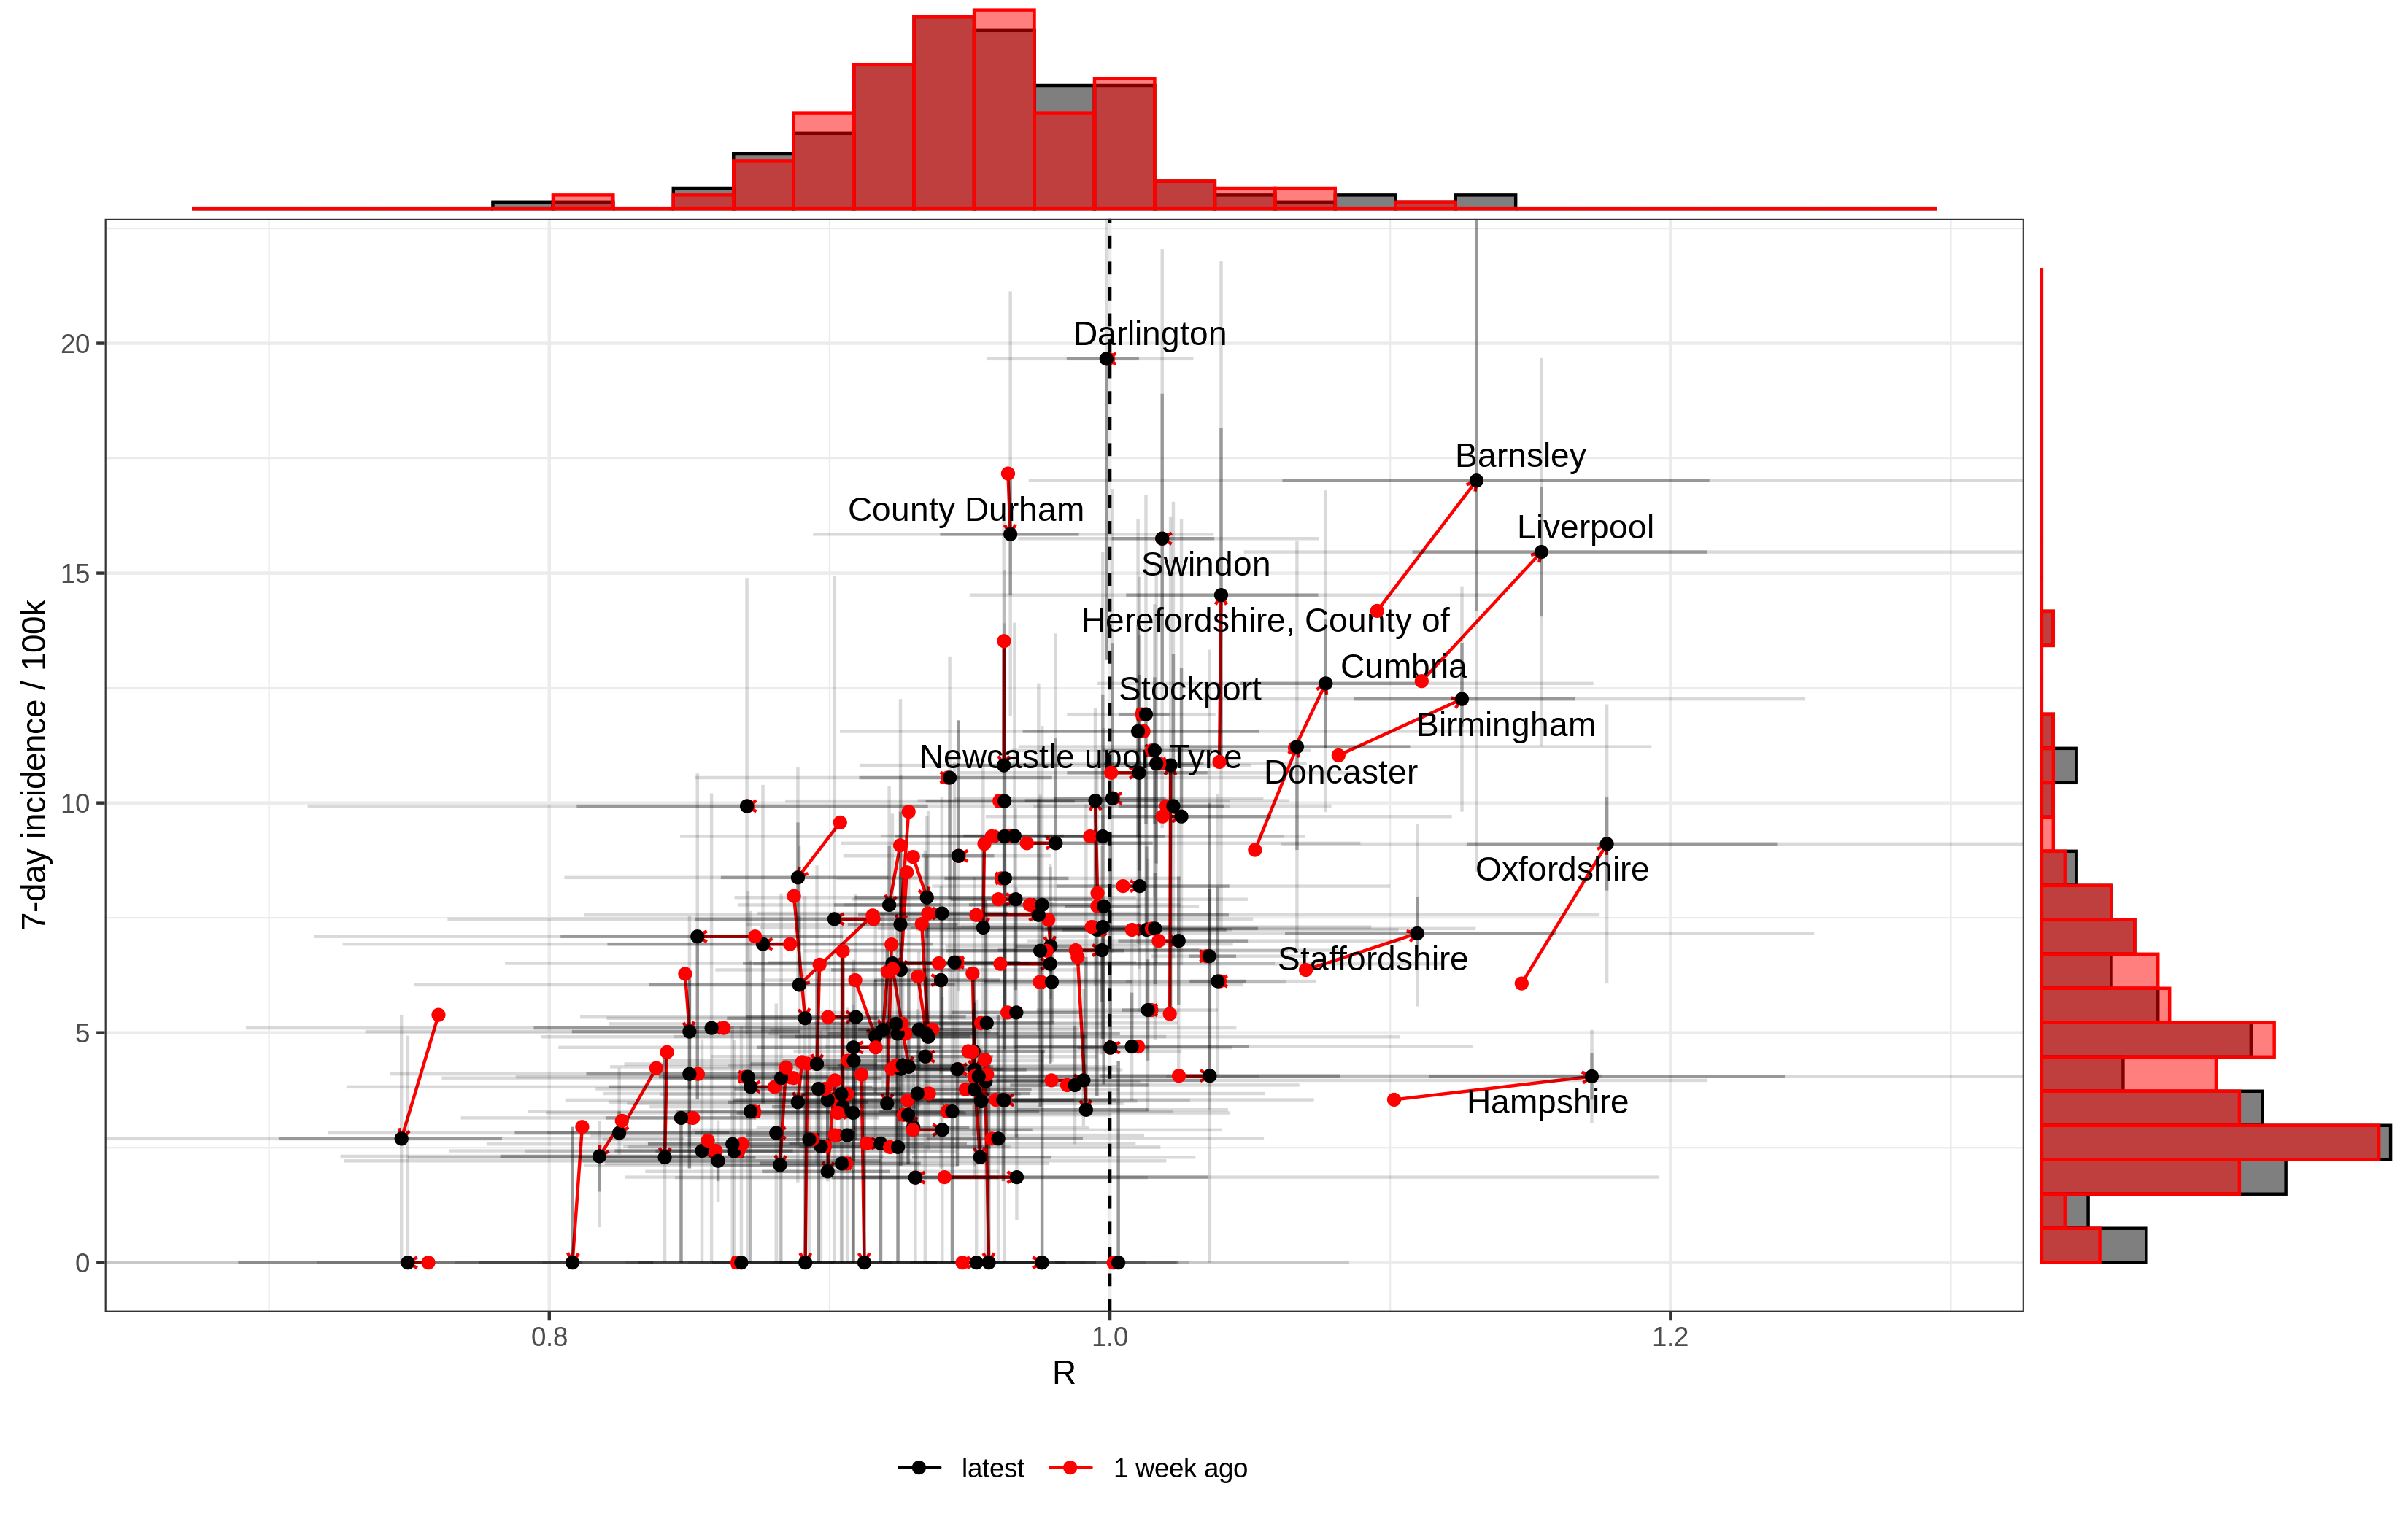 Darlington
Barnsley
County Durham
Liverpool
Swindon
Herefordshire, County of
Cumbria
Stockport
Birmingham
Newcastle upon Tyne
Doncaster
Oxfordshire
Staffordshire
Hampshire
20
15
10
5
0
7-day incidence / 100k
0.8
1.0
1.2
R
latest
1 week ago